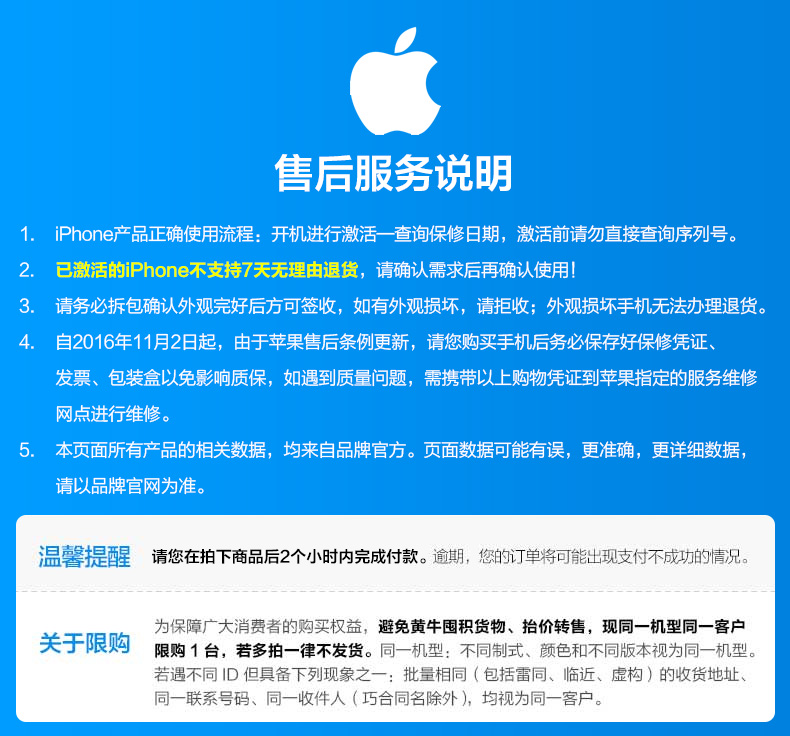 售后服务说明
1. iPhone产品正确使用流程：开机进行激活—查询保修日期，激活前请勿直接查询序列号。
2. 已激活的iPhone不支持7天无理由退货，请确认需求后再确认使用！
3. 请务必拆包确认外观完好后方可签收，如有外观损坏，请拒收；外观损坏手机无法办理退货。
4. 自2016年11月2日起，由于苹果售后条例更新，请您购买手机后务必保存好保修凭证、
发票、包装盒以免影响质保，如遇到质量问题，需携带以上购物凭证到苹果指定的服务维修
网点进行维修。
5. 本页面所有产品的相关数据，均来自品牌官方。页面数据可能有误，更准确，更详细数据，
请以品牌官网为准。
温馨提醒 请您在拍下商品后2个小时内完成付款。逾期，您的订单将可能出现支付不成功的情况。
为保障广大消费者的购买权益，避免黄牛囤积货物、抬价转售，现同一机型同一客户
关于限购 限购1台，若多拍一律不发货。同一机型；不同制式、颜色和不同版本视为同一机型。
若遇不同 ID 但具备下列现象之一；批量相同（包括雷同、临近、虚构）的收货地址、
同一联系号码、同一收件人（巧合同名除外），均视为同一客户。